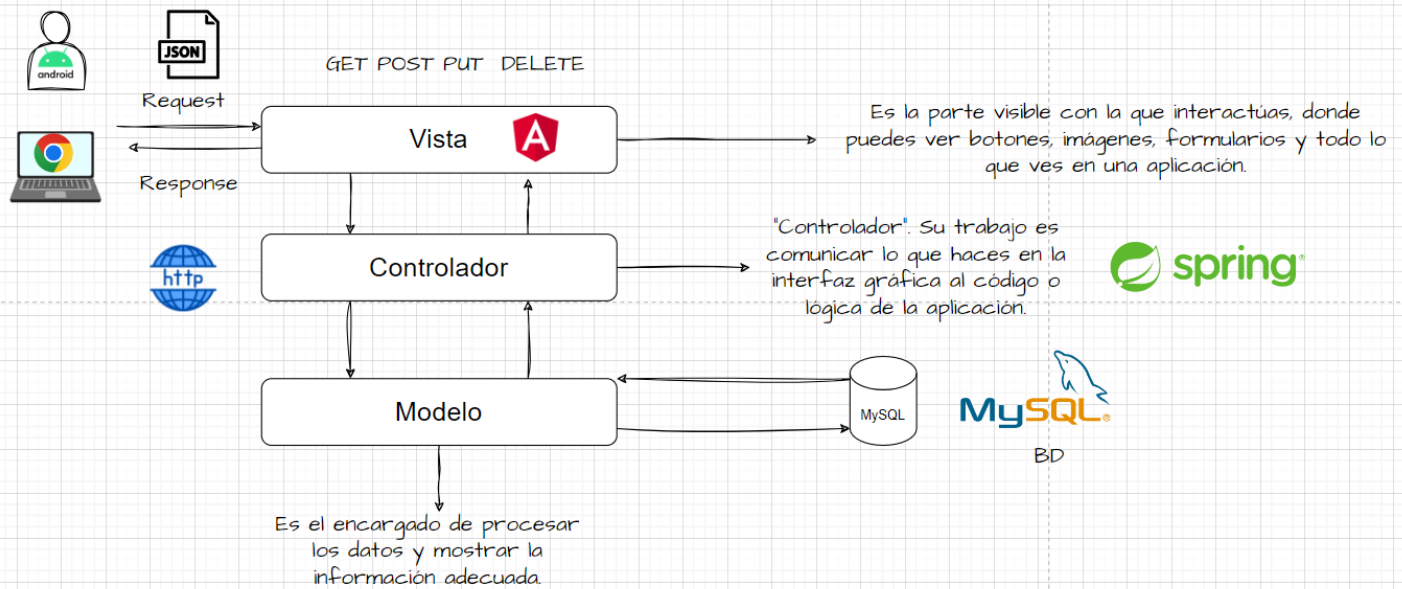 JSON
android
GET POST PUT DELETE
Request
Vista
Response
Es la parte visible con la que interactúas, donde
puedes ver botones, imágenes, formularios y todo lo
que ves en una aplicación.
http
Controlador
"Controlador". Su trabajo es
comunicar lo que haces en la
interfaz gráfica al código o
lógica de la aplicación.
spring
Modelo
MySQL
MySQL®
BD
Es el encargado de procesar
los datos y mostrar la
información adecuada.